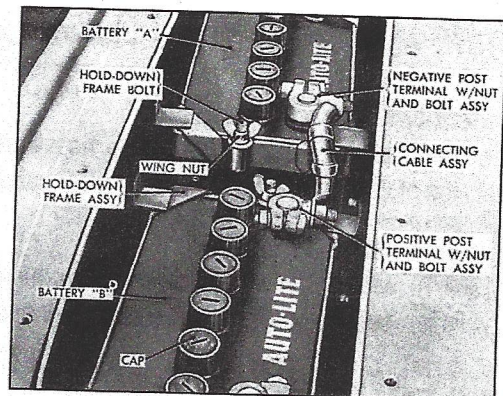 BATTERY "A"
HOLD-DOWN
FRAME BOLT
WING NUT
HOLD-DOWN
FRAME ASSY
BATTERY "B"
CAP
AUTO-LITE
NEGATIVE POST
TERMINAL W/NUT
AND BOLT ASSY
CONNECTING
CABLE ASSY
POSITIVE POST
TERMINAL W/NUT
AND BOLT ASSY
AUTO-LITE